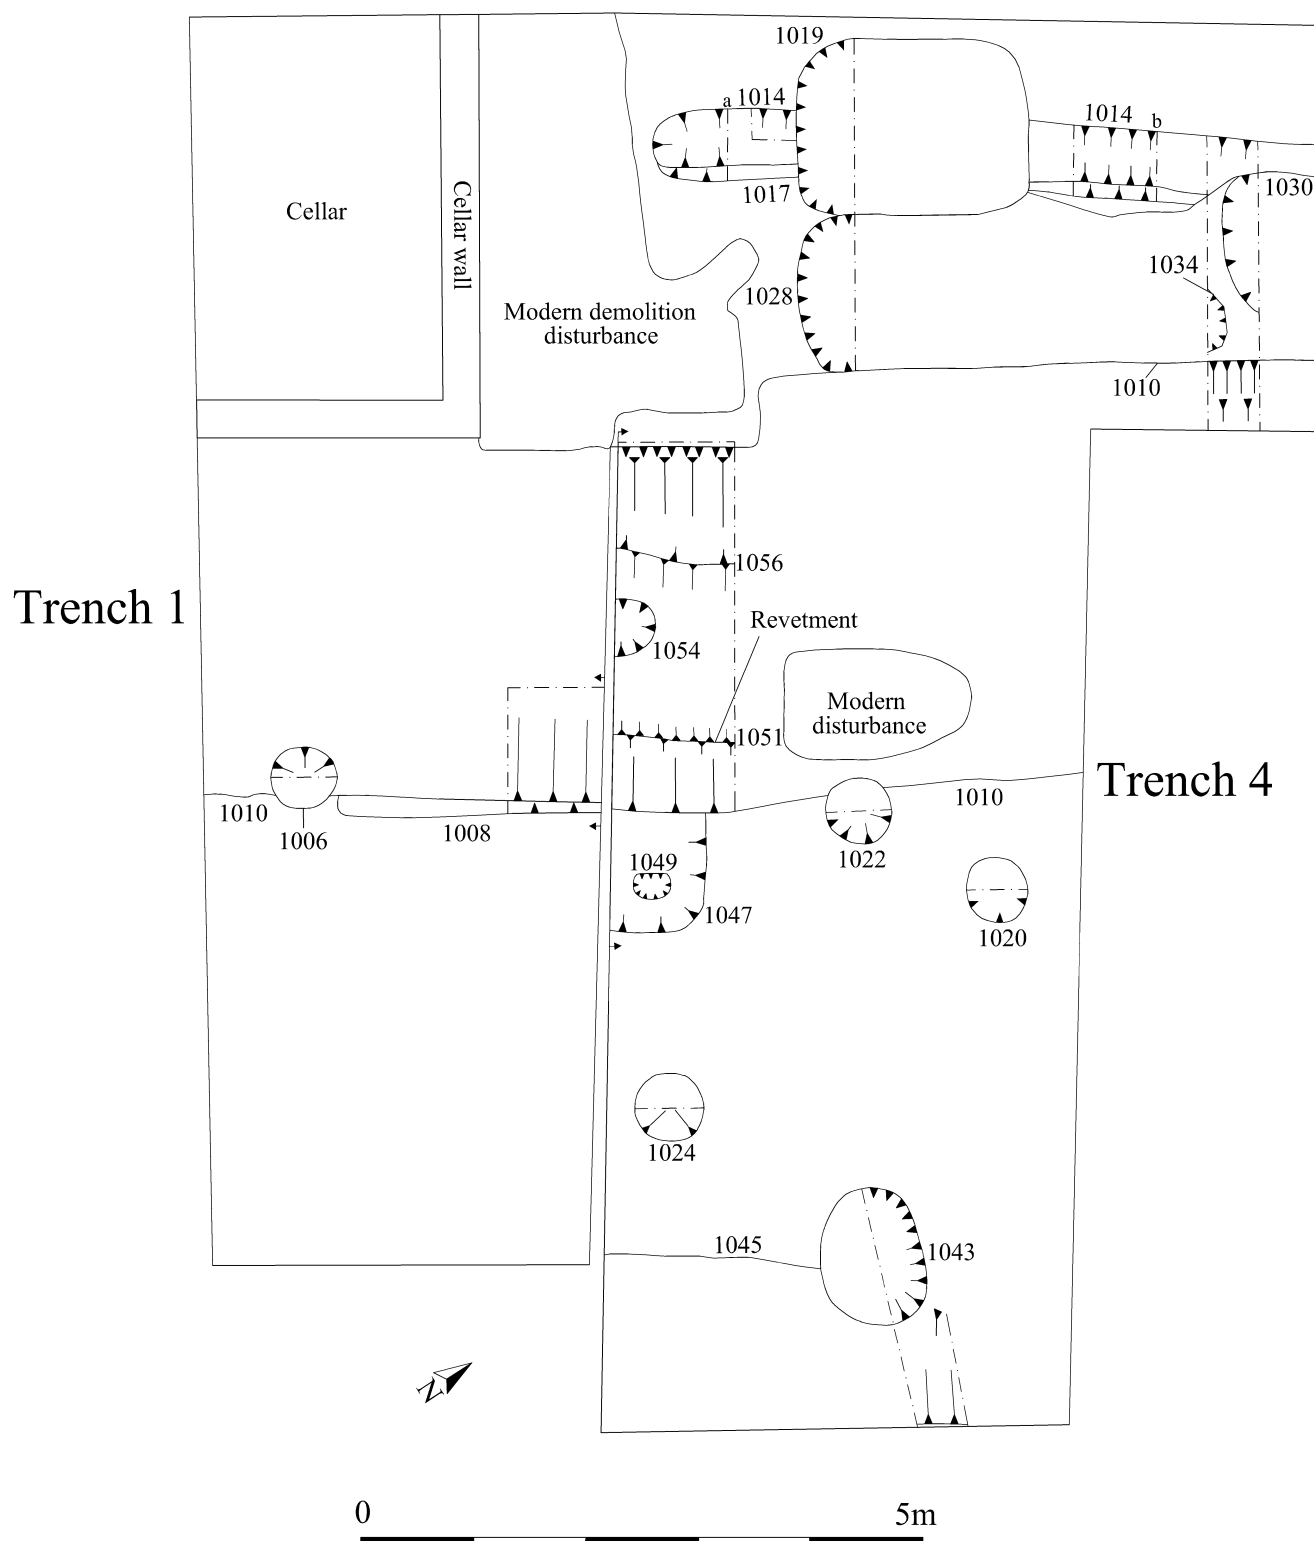 1019
a 1014
1014 b
1017
1030
Cellar
Cellar wall
1034
1028
Modern demolition
disturbance
1010
1056
Trench 1
Revetment
1054
Modern
disturbance
1051
Trench 4
1010
1010
1006
1008
1022
1049
1047
1020
1024
1045
1043
N
0
5m